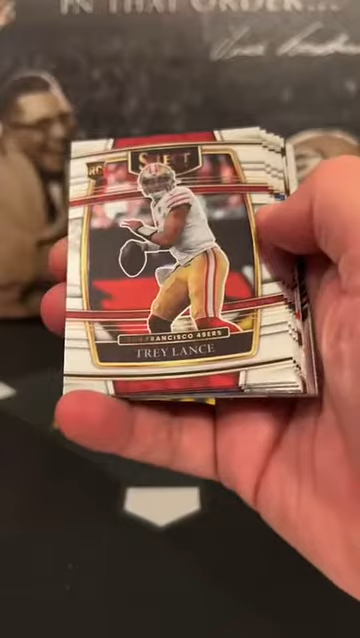 IN THAT ORDER...
RC
SELECT
SAN FRANCISCO 49ERS
TREY LANCE